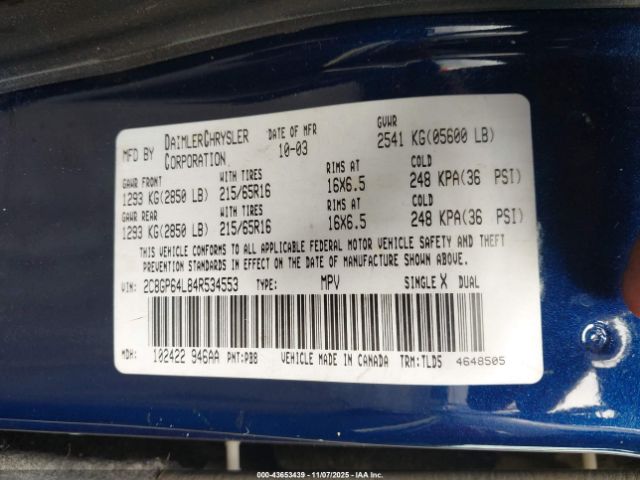 MFD BY DAIMLERCHRYSLER CORPORATION DATE OF MFR 10-03 GVWR 2541 KG(05600 LB)
GAWR FRONT WITH TIRES RIMS AT COLD
1293 KG(2850 LB) 215/65R16 16X6.5 248 KPA(36 PSI)
GAWR REAR WITH TIRES RIMS AT COLD
1293 KG(2850 LB) 215/65R16 16X6.5 248 KPA(36 PSI)
THIS VEHICLE CONFORMS TO ALL APPLICABLE FEDERAL MOTOR VEHICLE SAFETY AND THEFT
PREVENTION STANDARDS IN EFFECT ON THE DATE OF MANUFACTURE SHOWN ABOVE.
VIN: 2C8GP64L84R534553 TYPE: MPV SINGLE X DUAL
MDH: 102422 946AA PNT:PB8 VEHICLE MADE IN CANADA TRM:TLD5 4648505
000-43653439 - 11/07/2025 - IAA Inc.